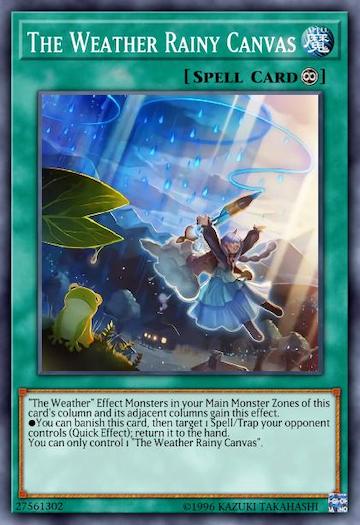 The Weather Rainy Canvas
[Spell Card]
"The Weather" Effect Monsters in your Main Monster Zones of this
card's column and its adjacent columns gain this effect.
●You can banish this card, then target 1 Spell/Trap your opponent
controls (Quick Effect); return it to the hand.
You can only control 1 "The Weather Rainy Canvas".
27561302
©1996 KAZUKI TAKAHASHI